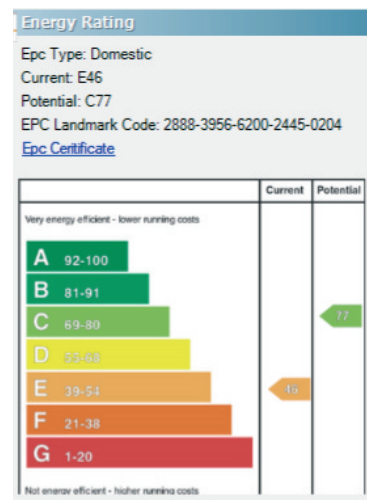 Energy Rating
Epc Type: Domestic
Current: E46
Potential: C77
EPC Landmark Code: 2888-3956-6200-2445-0204
Epc Certificate
Current Potential
Very energy efficient - lower running costs
A 92-100
B 81-91
C 69-80
77
D 55-68
E 39-54
46
F 21-38
G 1-20
Not energy efficient - higher running costs